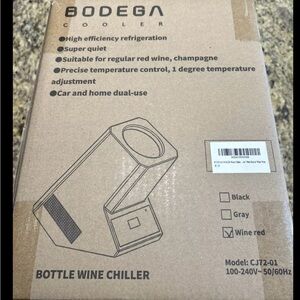 BODEGA
COOLER
●High efficiency refrigeration
●Super quiet
●Suitable for regular red wine, champagne
●Precise temperature control, 1 degree temperature
adjustment
●Car and home dual-use
Black
Gray
Wine red
Model: CJ72-01
BOTTLE WINE CHILLER
100-240V~ 50/60Hz